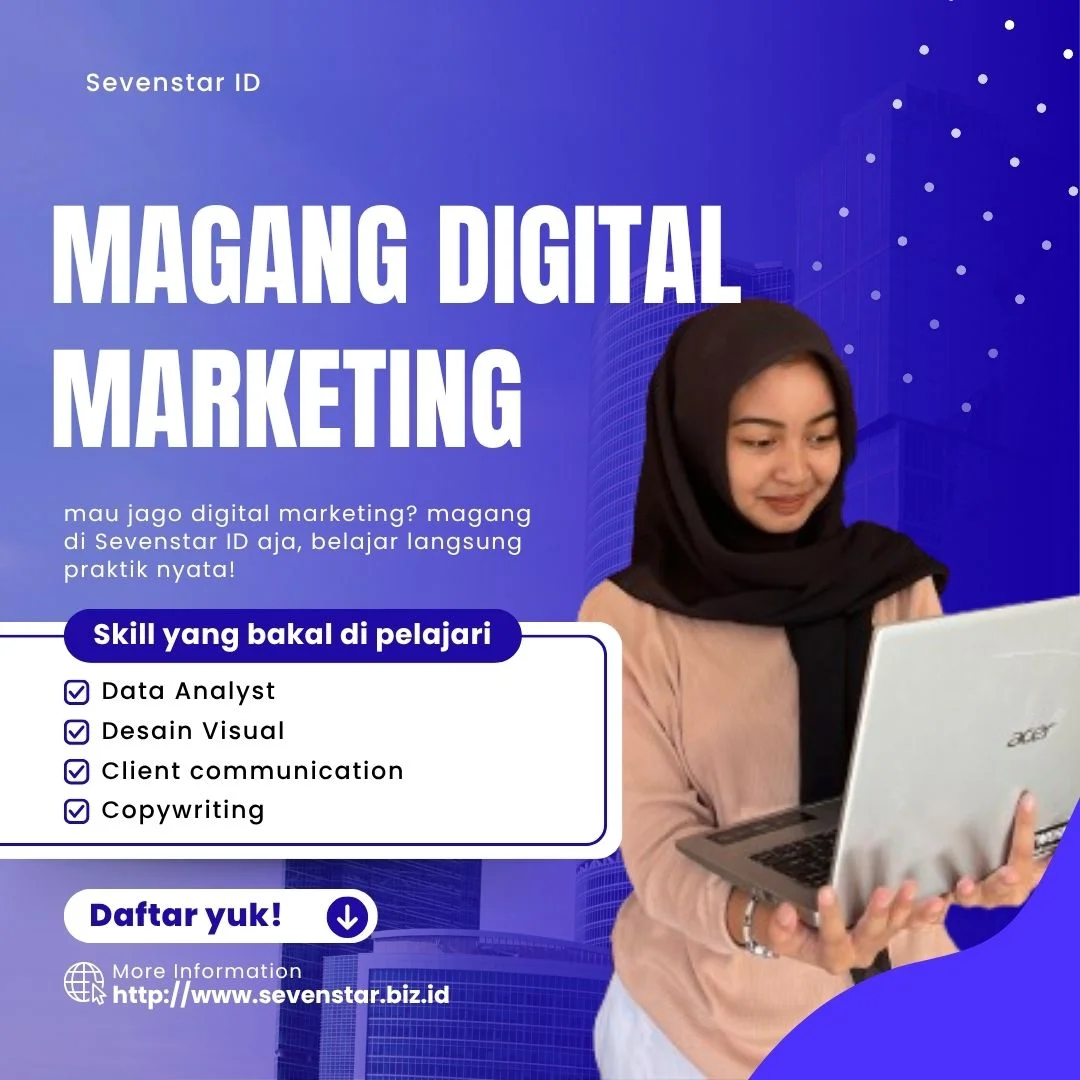 Sevenstar ID
MAGANG DIGITAL
MARKETING
mau jago digital marketing? magang
di Sevenstar ID aja, belajar langsung
praktik nyata!
Skill yang bakal di pelajari
Data Analyst
Desain Visual
Client communication
Copywriting
acer
Daftar yuk!
More Information
http://www.sevenstar.biz.id